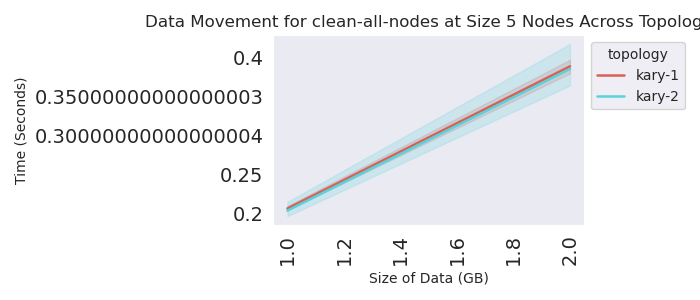 Data Movement for clean-all-nodes at Size 5 Nodes Across Topolog
topology
kary-1
kary-2
Time (Seconds)
0.4
0.35000000000000003
0.30000000000000004
0.25
0.2
1.0
1.2
1.4
1.6
1.8
2.0
Size of Data (GB)